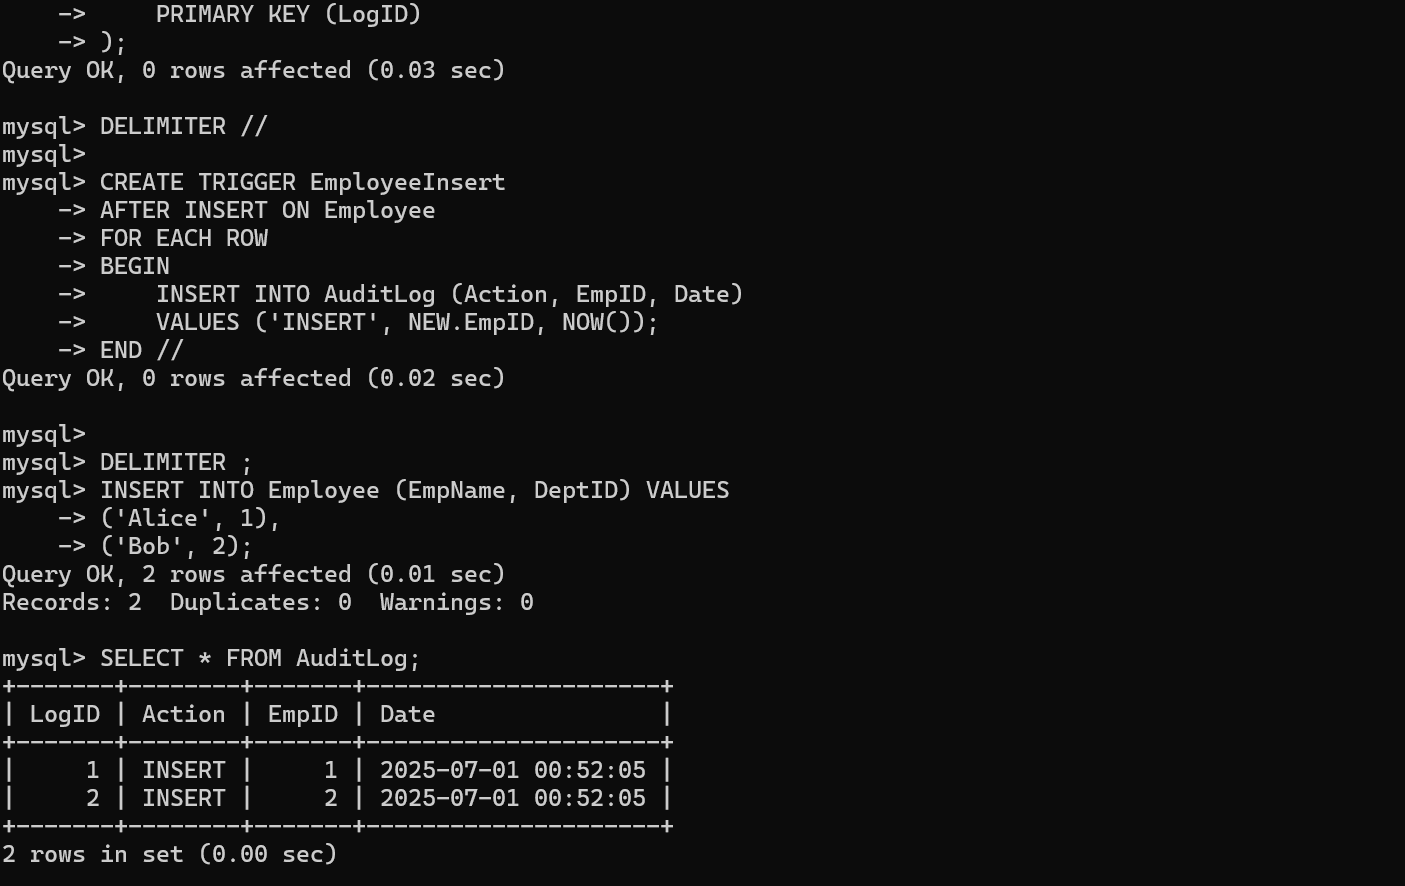 ->     PRIMARY KEY (LogID)
    -> );
Query OK, 0 rows affected (0.03 sec)

mysql> DELIMITER //
mysql>
mysql> CREATE TRIGGER EmployeeInsert
    -> AFTER INSERT ON Employee
    -> FOR EACH ROW
    -> BEGIN
    ->     INSERT INTO AuditLog (Action, EmpID, Date)
    ->     VALUES ('INSERT', NEW.EmpID, NOW());
    -> END //
Query OK, 0 rows affected (0.02 sec)

mysql>
mysql> DELIMITER ;
mysql> INSERT INTO Employee (EmpName, DeptID) VALUES
    -> ('Alice', 1),
    -> ('Bob', 2);
Query OK, 2 rows affected (0.01 sec)
Records: 2  Duplicates: 0  Warnings: 0

mysql> SELECT * FROM AuditLog;
+-------+--------+-------+---------------------+
| LogID | Action | EmpID | Date                |
+-------+--------+-------+---------------------+
|     1 | INSERT |     1 | 2025-07-01 00:52:05 |
|     2 | INSERT |     2 | 2025-07-01 00:52:05 |
+-------+--------+-------+---------------------+
2 rows in set (0.00 sec)